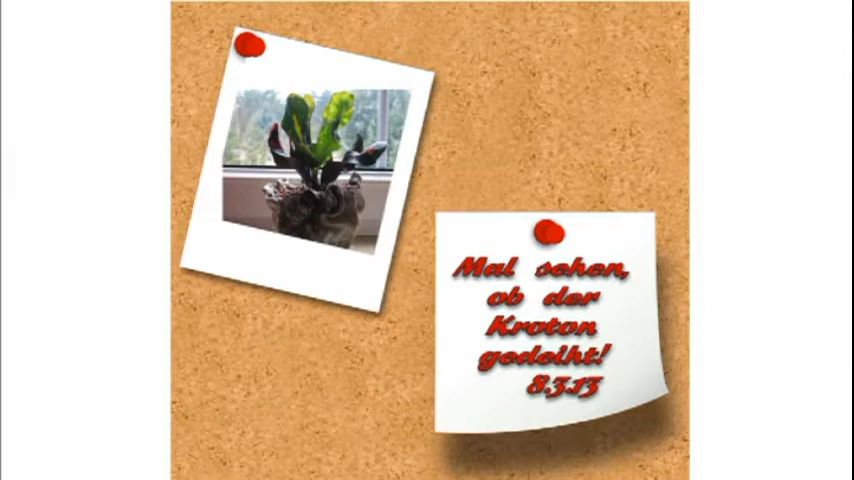 Mal sehen,
ob der
Kroton
gedeiht!
8.3.13